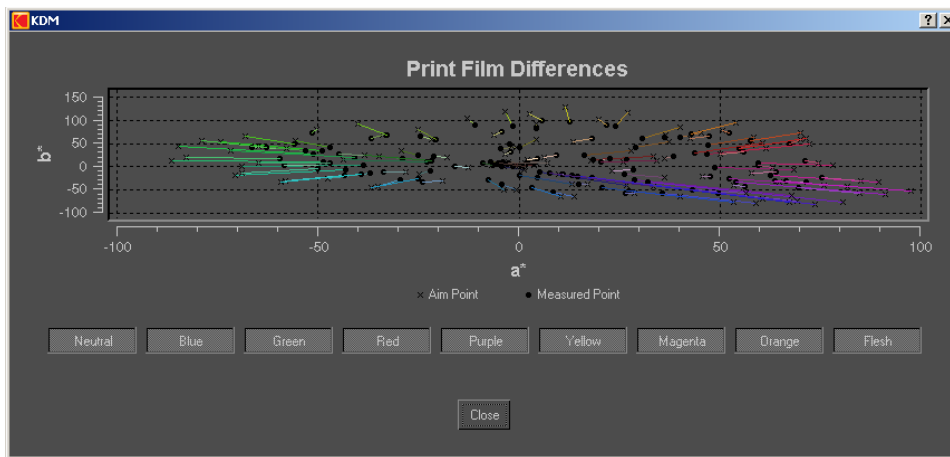 KDM
Print Film Differences
150
100
50
0
-50
-100
b*
-100 -50 0 50 100
a*
× Aim Point ● Measured Point
Neutral Blue Green Red Purple Yellow Magenta Orange Flesh
Close